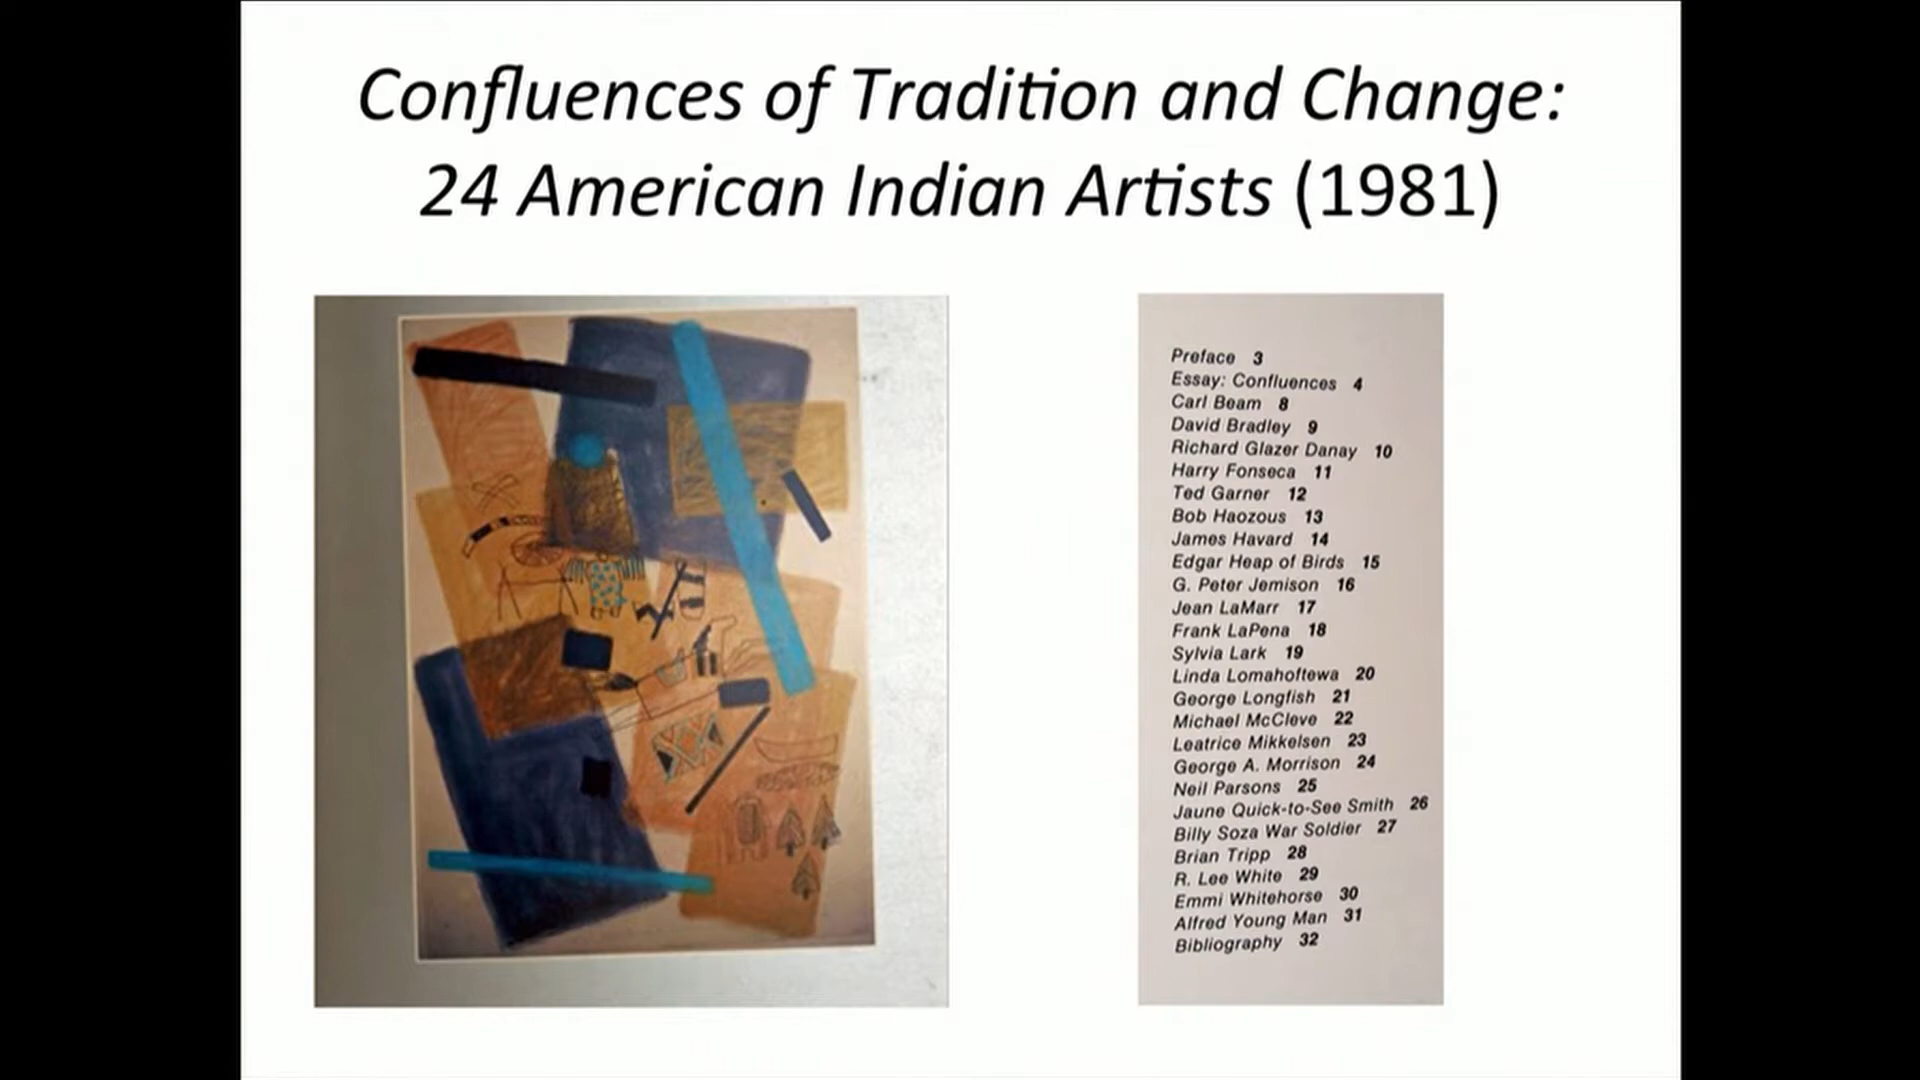 Confluences of Tradition and Change:
24 American Indian Artists (1981)
Preface 3
Essay: Confluences 4
Carl Beam 8
David Bradley 9
Richard Glazer Danay 10
Harry Fonseca 11
Ted Garner 12
Bob Haozous 13
James Havard 14
Edgar Heap of Birds 15
G. Peter Jemison 16
Jean LaMarr 17
Frank LaPena 18
Sylvia Lark 19
Linda Lomahoftewa 20
George Longfish 21
Michael McCleve 22
Leatrice Mikkelsen 23
George A. Morrison 24
Neil Parsons 25
Jaune Quick-to-See Smith 26
Billy Soza War Soldier 27
Brian Tripp 28
R. Lee White 29
Emmi Whitehorse 30
Alfred Young Man 31
Bibliography 32